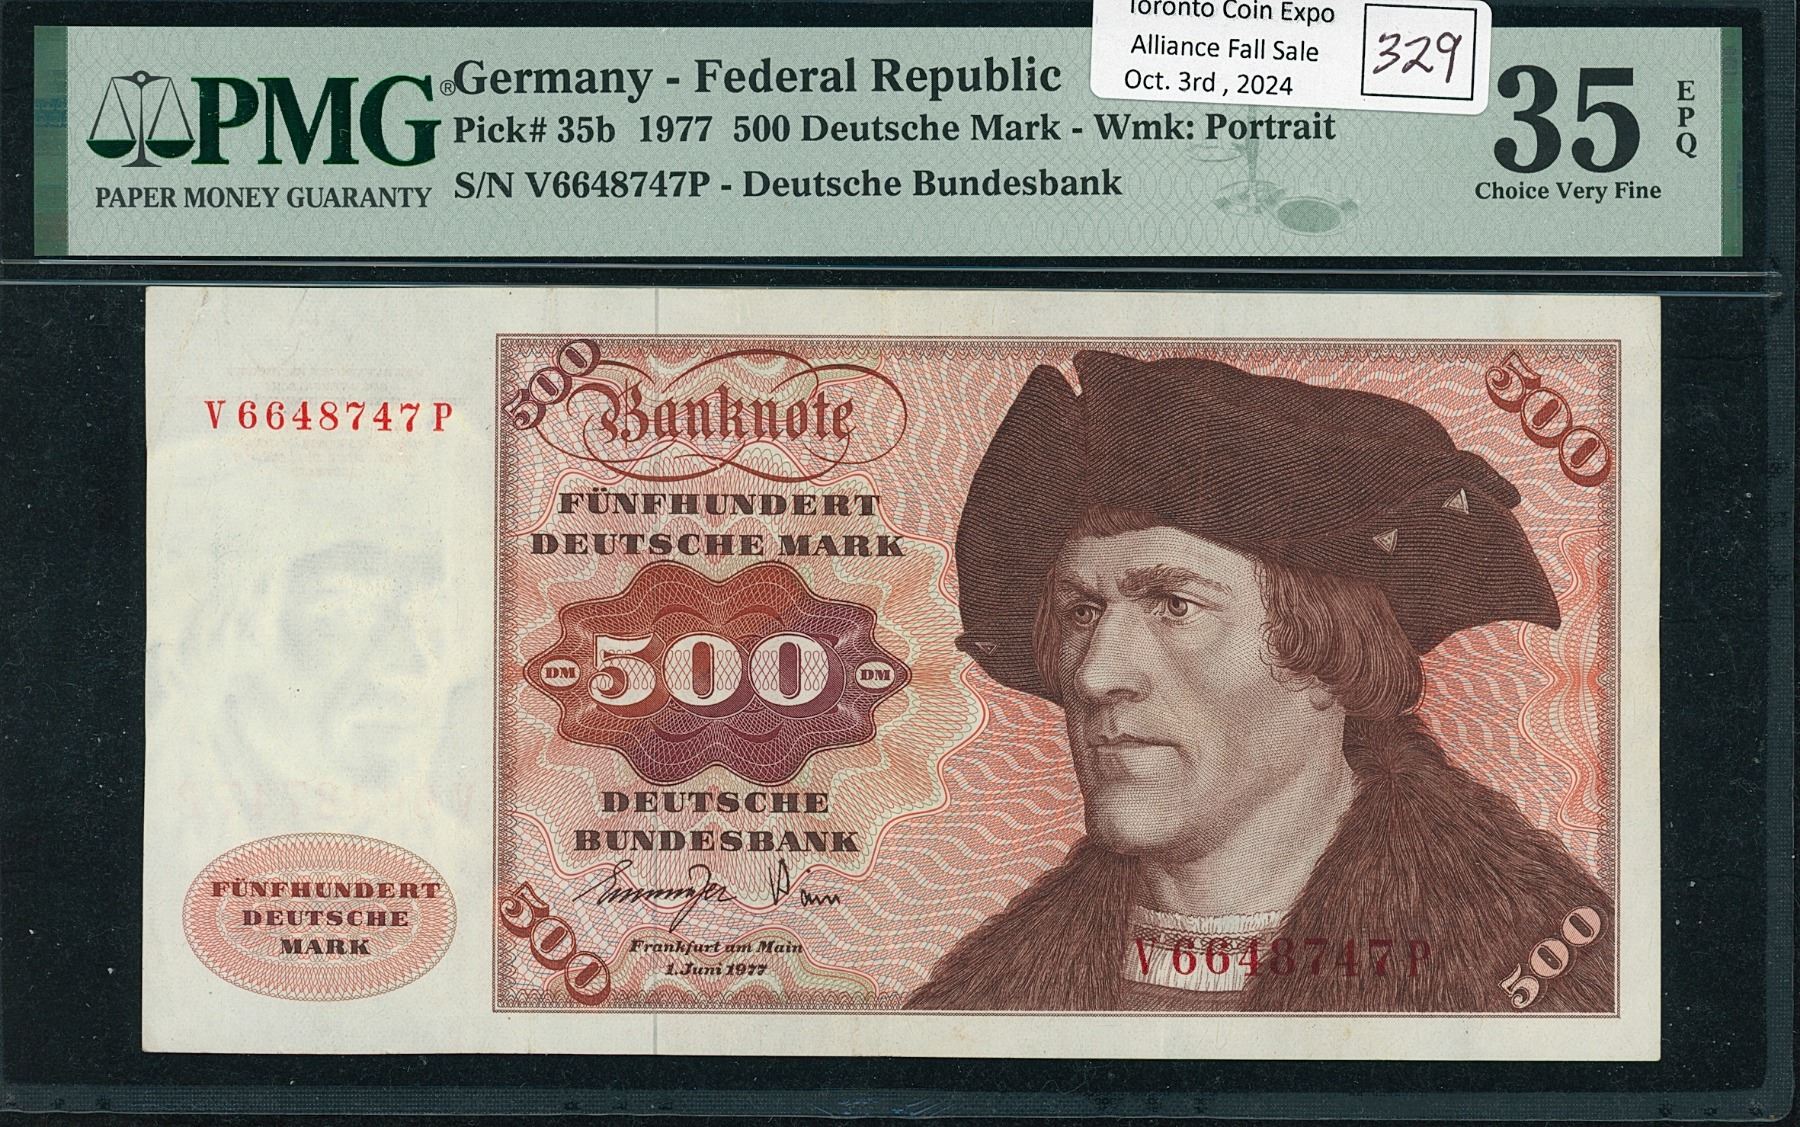 Toronto Coin Expo
Alliance Fall Sale
Oct. 3rd , 2024
329
PMG®
PAPER MONEY GUARANTY
Germany - Federal Republic
Pick# 35b 1977 500 Deutsche Mark - Wmk: Portrait
S/N V6648747P - Deutsche Bundesbank
35
EPQ
Choice Very Fine
V6648747P
500
Banknote
500
FÜNFHUNDERT
DEUTSCHE MARK
DM 500 DM
DEUTSCHE
BUNDESBANK
FÜNFHUNDERT
DEUTSCHE
MARK
500
Frankfurt am Main
1. Juni 1977
V6648747P
500